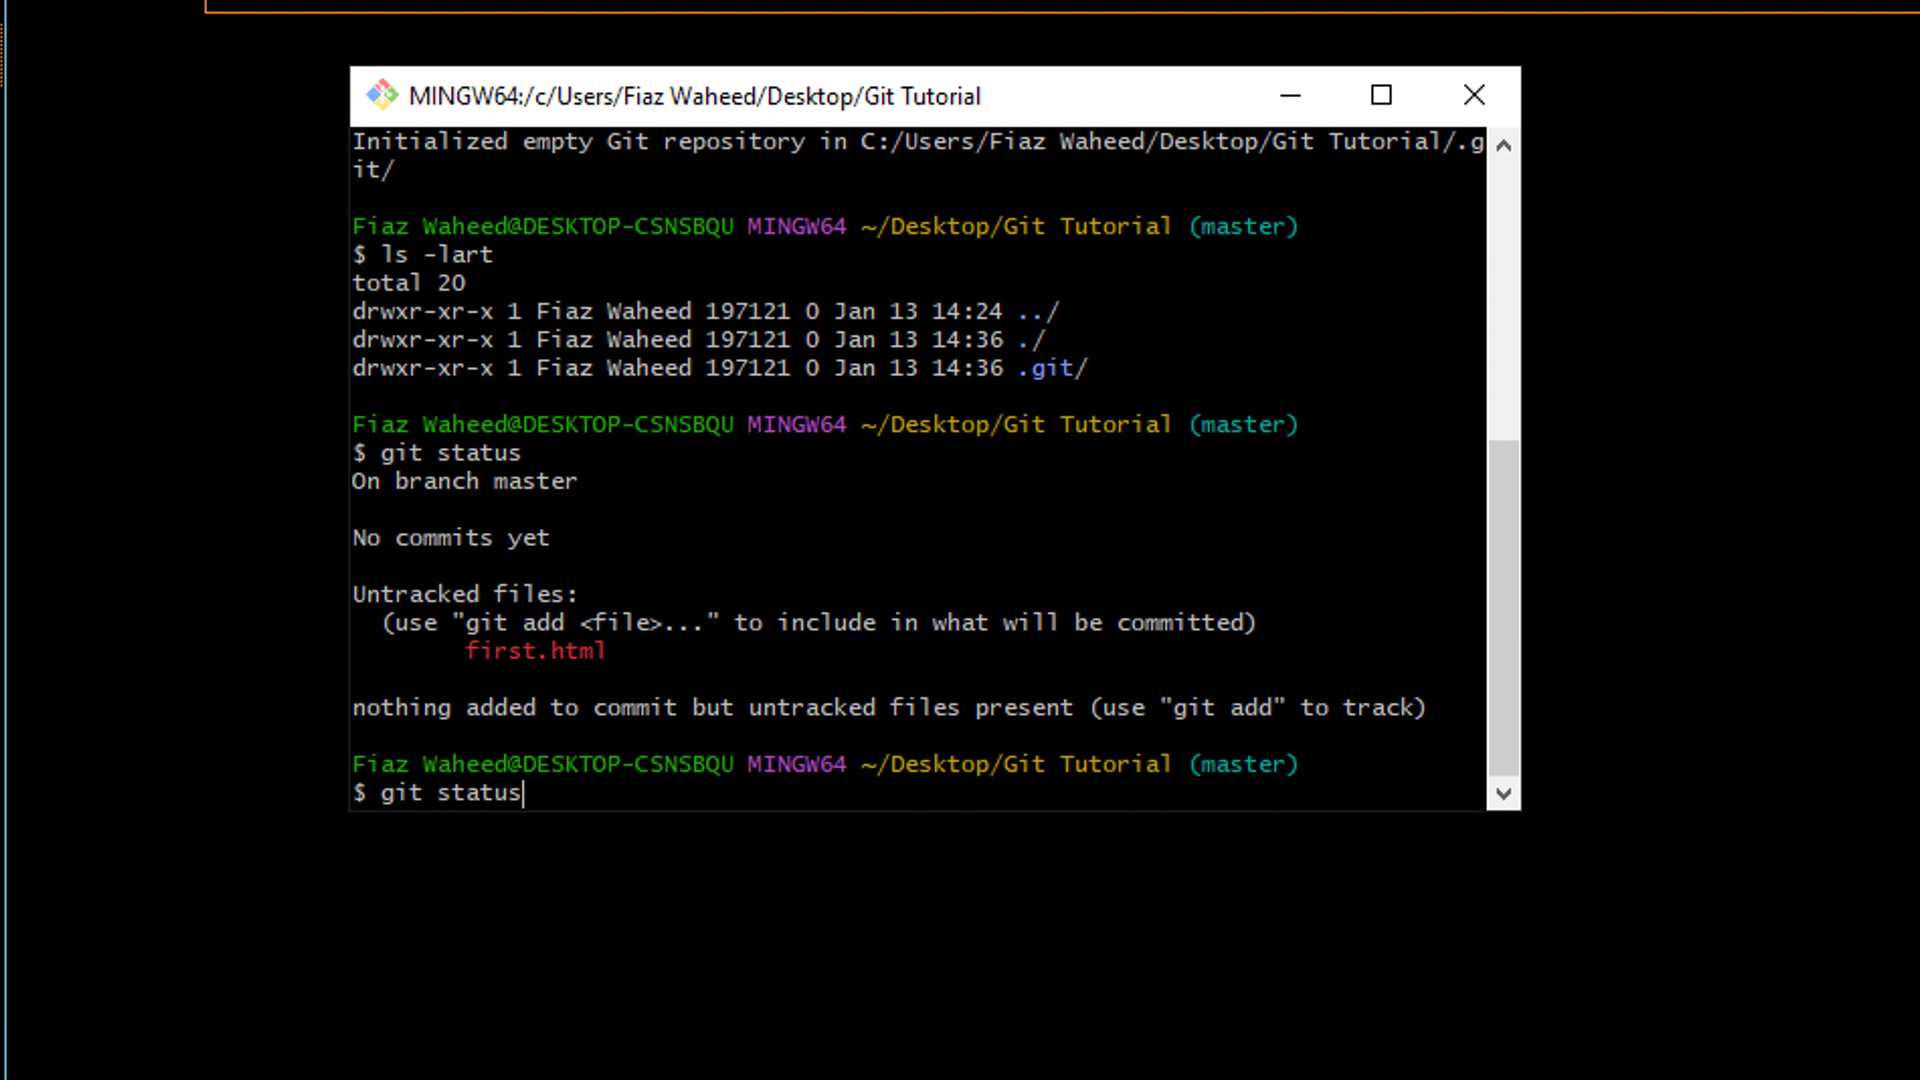 MINGW64:/c/Users/Fiaz Waheed/Desktop/Git Tutorial
Initialized empty Git repository in C:/Users/Fiaz Waheed/Desktop/Git Tutorial/.g
it/
Fiaz Waheed@DESKTOP-CSNSBQU MINGW64 ~/Desktop/Git Tutorial (master)
$ ls -lart
total 20
drwxr-xr-x 1 Fiaz Waheed 197121 0 Jan 13 14:24 ../
drwxr-xr-x 1 Fiaz Waheed 197121 0 Jan 13 14:36 ./
drwxr-xr-x 1 Fiaz Waheed 197121 0 Jan 13 14:36 .git/
Fiaz Waheed@DESKTOP-CSNSBQU MINGW64 ~/Desktop/Git Tutorial (master)
$ git status
On branch master
No commits yet
Untracked files:
  (use "git add <file>..." to include in what will be committed)
        first.html
nothing added to commit but untracked files present (use "git add" to track)
Fiaz Waheed@DESKTOP-CSNSBQU MINGW64 ~/Desktop/Git Tutorial (master)
$ git status